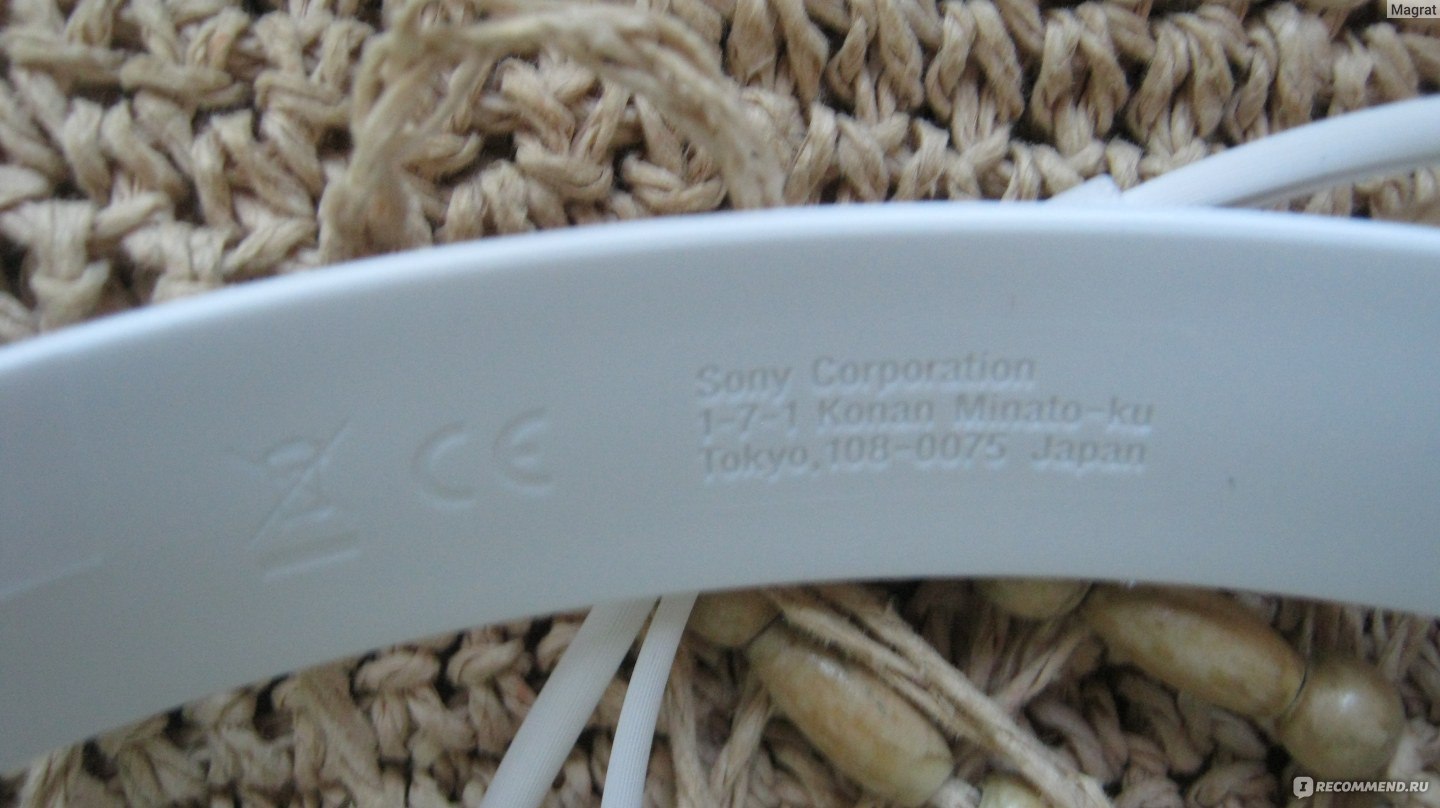 Magrat
Sony Corporation
1-7-1 Konan Minato-ku
Tokyo,108-0075 Japan
CE
I RECOMMEND.RU